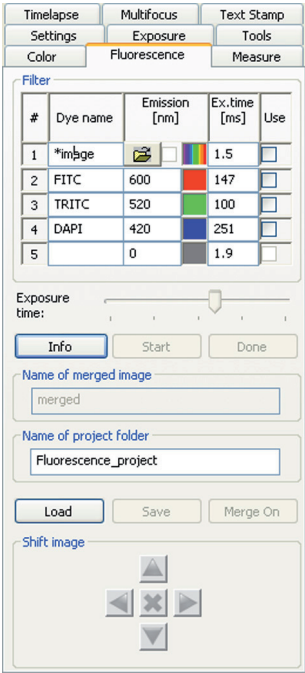 Timelapse Multifocus Text Stamp
Settings Exposure Tools
Color Fluorescence Measure
Filter
# Dye name Emission [nm] Ex.time [ms] Use
1 *image 1.5
2 FITC 600 147
3 TRITC 520 100
4 DAPI 420 251
5 0 1.9
Exposure
time:
Info Start Done
Name of merged image
merged
Name of project folder
Fluorescence_project
Load Save Merge On
Shift image